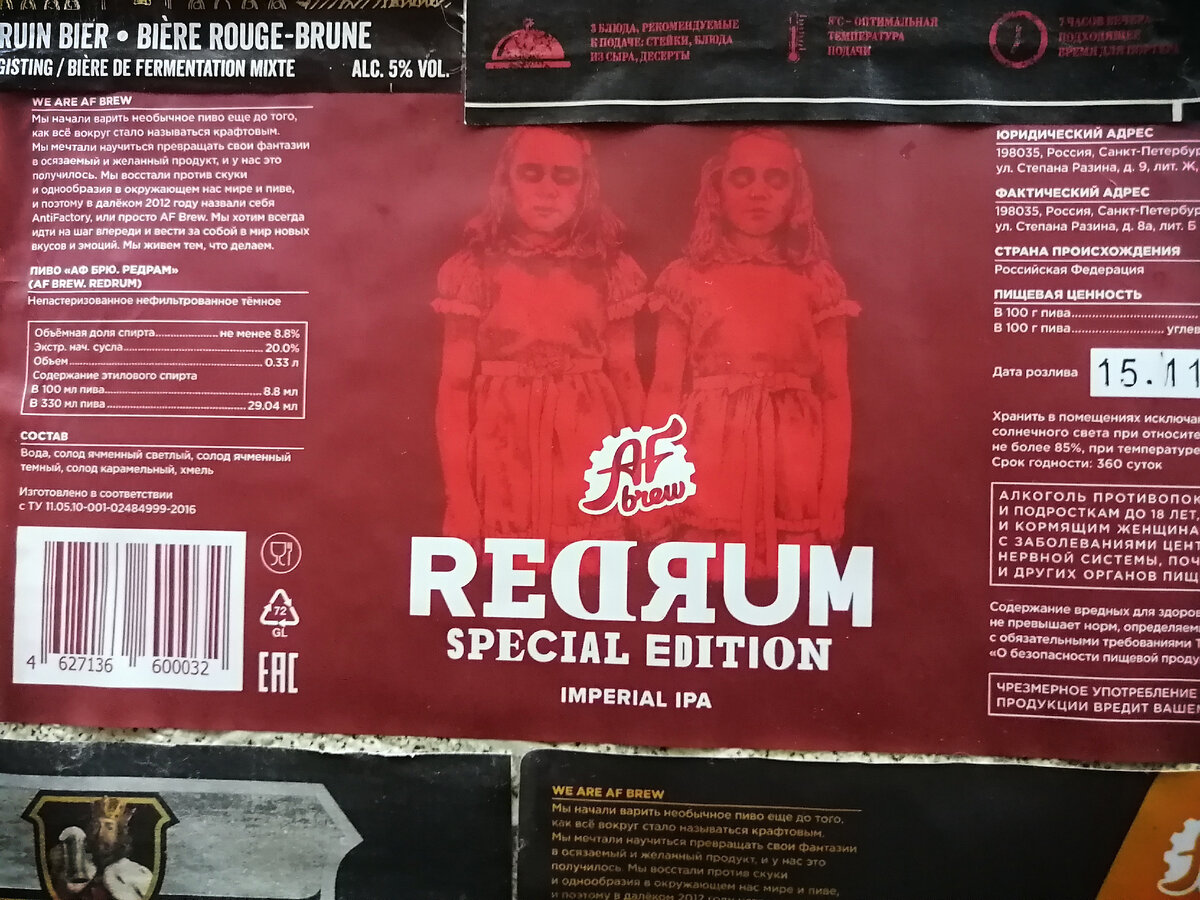 RUIN BIER • BIÈRE ROUGE-BRUNE
GISTING / BIÈRE DE FERMENTATION MIXTE
ALC. 5% VOL.
3 БЛЮДА, РЕКОМЕНДУЕМЫЕ
К ПОДАЧЕ: СТЕЙКИ, БЛЮДА
ИЗ СЫРА, ДЕСЕРТЫ
8°C – ОПТИМАЛЬНАЯ
ТЕМПЕРАТУРА
ПОДАЧИ
7 ЧАСОВ ВЕЧЕРА
ПОДХОДЯЩЕЕ
ВРЕМЯ ДЛЯ ПОРТЕРА
WE ARE AF BREW
Мы начали варить необычное пиво еще до того,
как всё вокруг стало называться крафтовым.
Мы мечтали научиться превращать свои фантазии
в осязаемый и желанный продукт, и у нас это
получилось. Мы восстали против скуки
и однообразия в окружающем нас мире и пиве,
и поэтому в далёком 2012 году назвали себя
AntiFactory, или просто AF Brew. Мы хотим всегда
идти на шаг впереди и вести за собой в мир новых
вкусов и эмоций. Мы живем тем, что делаем.
ПИВО «АФ БРЮ. РЕДРАМ»
(AF BREW. REDRUM)
Непастеризованное нефильтрованное тёмное
Объёмная доля спирта не менее 8.8%
Экстр. нач. сусла 20.0%
Объем 0.33 л
Содержание этилового спирта
В 100 мл пива 8.8 мл
В 330 мл пива 29.04 мл
СОСТАВ
Вода, солод ячменный светлый, солод ячменный
темный, солод карамельный, хмель
Изготовлено в соответствии
с ТУ 11.05.10-001-02484999-2016
4 627136 600032
72
GL
EAC
AF
brew
REDRUM
SPECIAL EDITION
IMPERIAL IPA
ЮРИДИЧЕСКИЙ АДРЕС
198035, Россия, Санкт-Петербур
ул. Степана Разина, д. 9, лит. Ж,
ФАКТИЧЕСКИЙ АДРЕС
198035, Россия, Санкт-Петербур
ул. Степана Разина, д. 8а, лит. Б
СТРАНА ПРОИСХОЖДЕНИЯ
Российская Федерация
ПИЩЕВАЯ ЦЕННОСТЬ
В 100 г пива
В 100 г пива углев
Дата розлива 15.11
Хранить в помещениях исключа
солнечного света при относите
не более 85%, при температуре
Срок годности: 360 суток
АЛКОГОЛЬ ПРОТИВОПОК
И ПОДРОСТКАМ ДО 18 ЛЕТ,
И КОРМЯЩИМ ЖЕНЩИНА
С ЗАБОЛЕВАНИЯМИ ЦЕНТ
НЕРВНОЙ СИСТЕМЫ, ПОЧ
И ДРУГИХ ОРГАНОВ ПИЩ
Содержание вредных для здоров
не превышает норм, определяем
с обязательными требованиями Т
«О безопасности пищевой проду
ЧРЕЗМЕРНОЕ УПОТРЕБЛЕНИЕ
ПРОДУКЦИИ ВРЕДИТ ВАШЕМ
WE ARE AF BREW
Мы начали варить необычное пиво еще до того,
как всё вокруг стало называться крафтовым.
Мы мечтали научиться превращать свои фантазии
в осязаемый и желанный продукт, и у нас это
получилось. Мы восстали против скуки
и однообразия в окружающем нас мире и пиве,
и поэтому в далёком 2012 году назвали себя